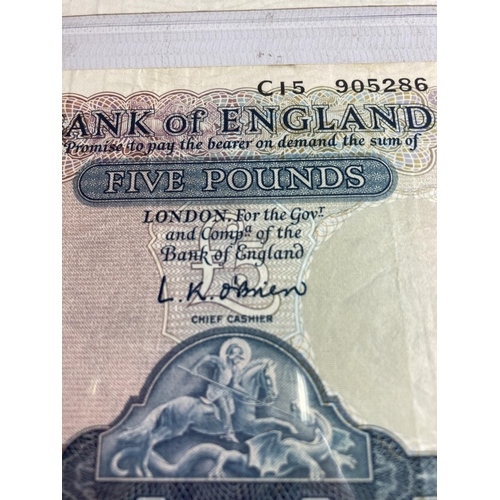 C15 905286
BANK of ENGLAND
Promise to pay the bearer on demand the sum of
FIVE POUNDS
LONDON, For the Govr.
and Compa. of the
Bank of England
£5
L.K. O'Brien
CHIEF CASHIER